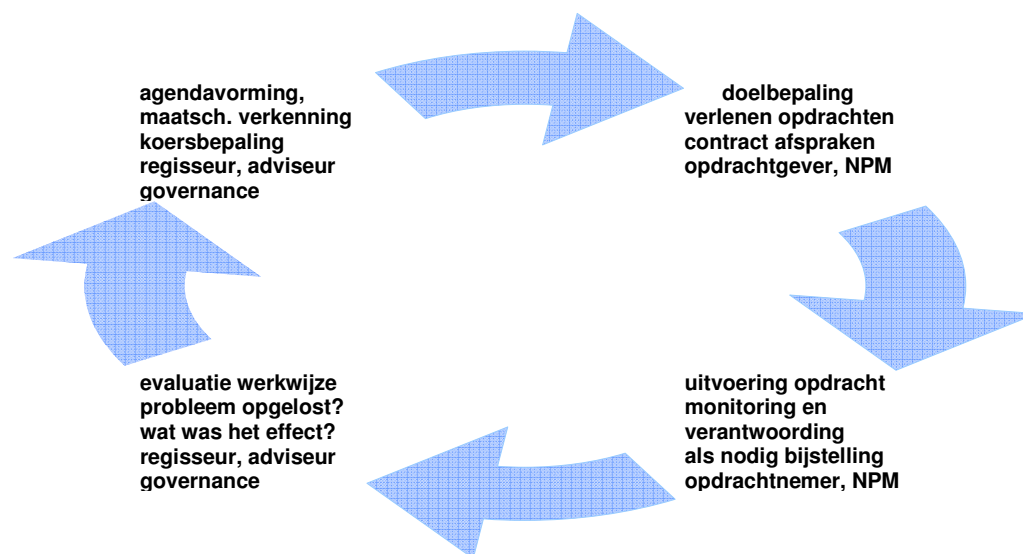 agendavorming,
maatsch. verkenning
koersbepaling
regisseur, adviseur
governance
doelbepaling
verlenen opdrachten
contract afspraken
opdrachtgever, NPM
uitvoering opdracht
monitoring en
verantwoording
als nodig bijstelling
opdrachtnemer, NPM
evaluatie werkwijze
probleem opgelost?
wat was het effect?
regisseur, adviseur
governance